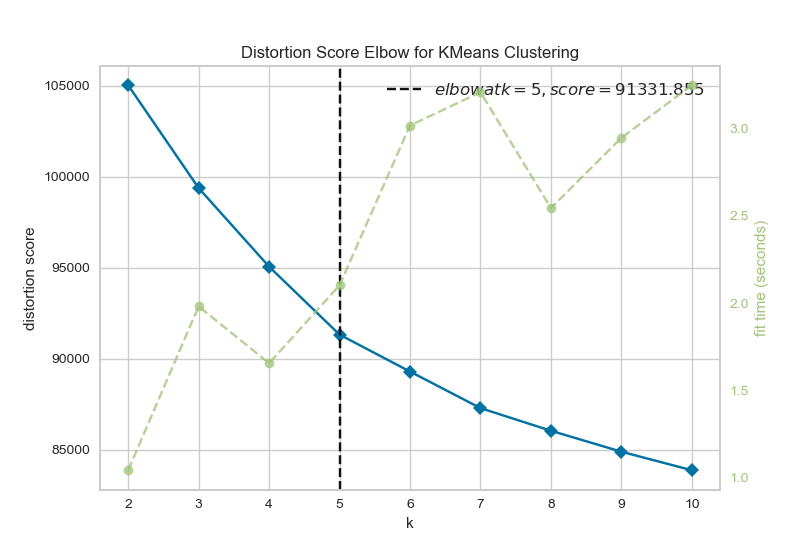 Distortion Score Elbow for KMeans Clustering
elbowatk = 5, score = 91331.855
distortion score
105000
100000
95000
90000
85000
fit time (seconds)
3.0
2.5
2.0
1.5
1.0
2 3 4 5 6 7 8 9 10
k